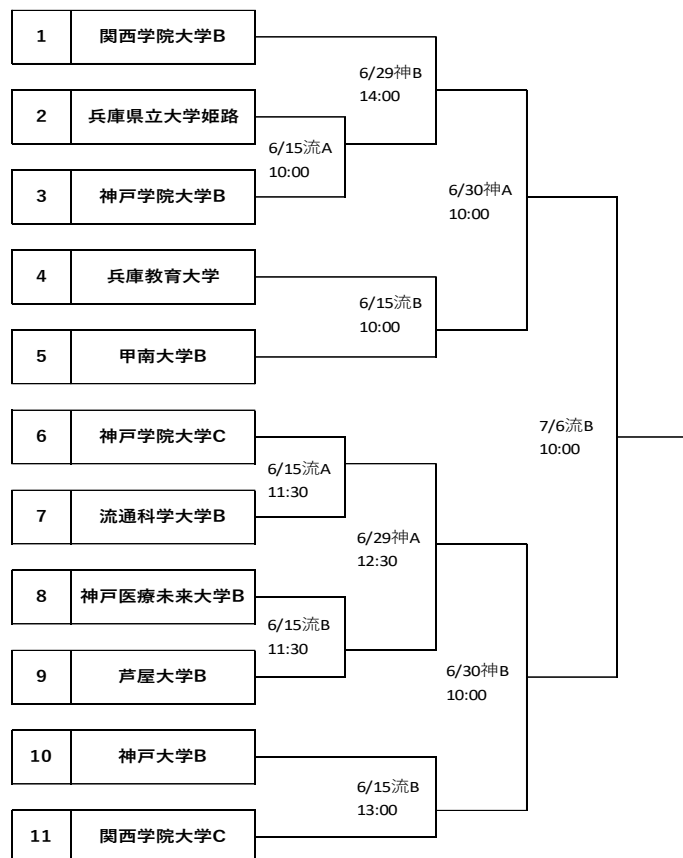 1 関西学院大学B
6/29神B
14:00
2 兵庫県立大学姫路
6/15流A
10:00
3 神戸学院大学B
6/30神A
10:00
4 兵庫教育大学
6/15流B
10:00
5 甲南大学B
6 神戸学院大学C
7/6流B
10:00
6/15流A
11:30
7 流通科学大学B
6/29神A
12:30
8 神戸医療未来大学B
6/15流B
11:30
9 芦屋大学B
6/30神B
10:00
10 神戸大学B
6/15流B
13:00
11 関西学院大学C